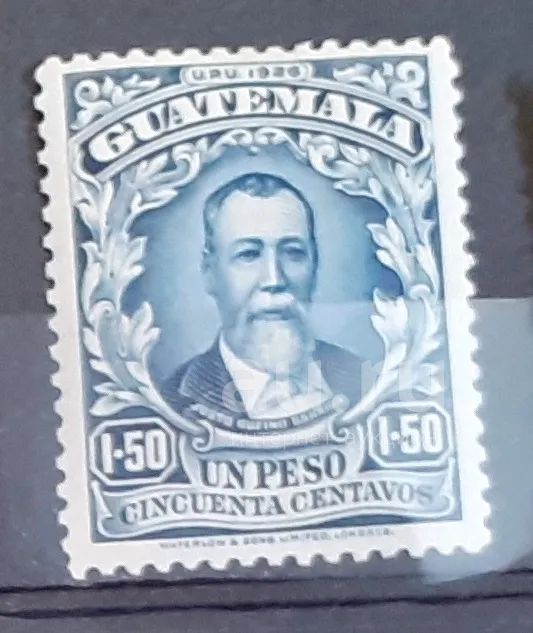 U.P.U. 1926
GUATEMALA
JUSTO RUFINO BARRIOS
1·50
1·50
UN PESO
CINCUENTA CENTAVOS
WATERLOW & SONS LIMITED, LONDRES.